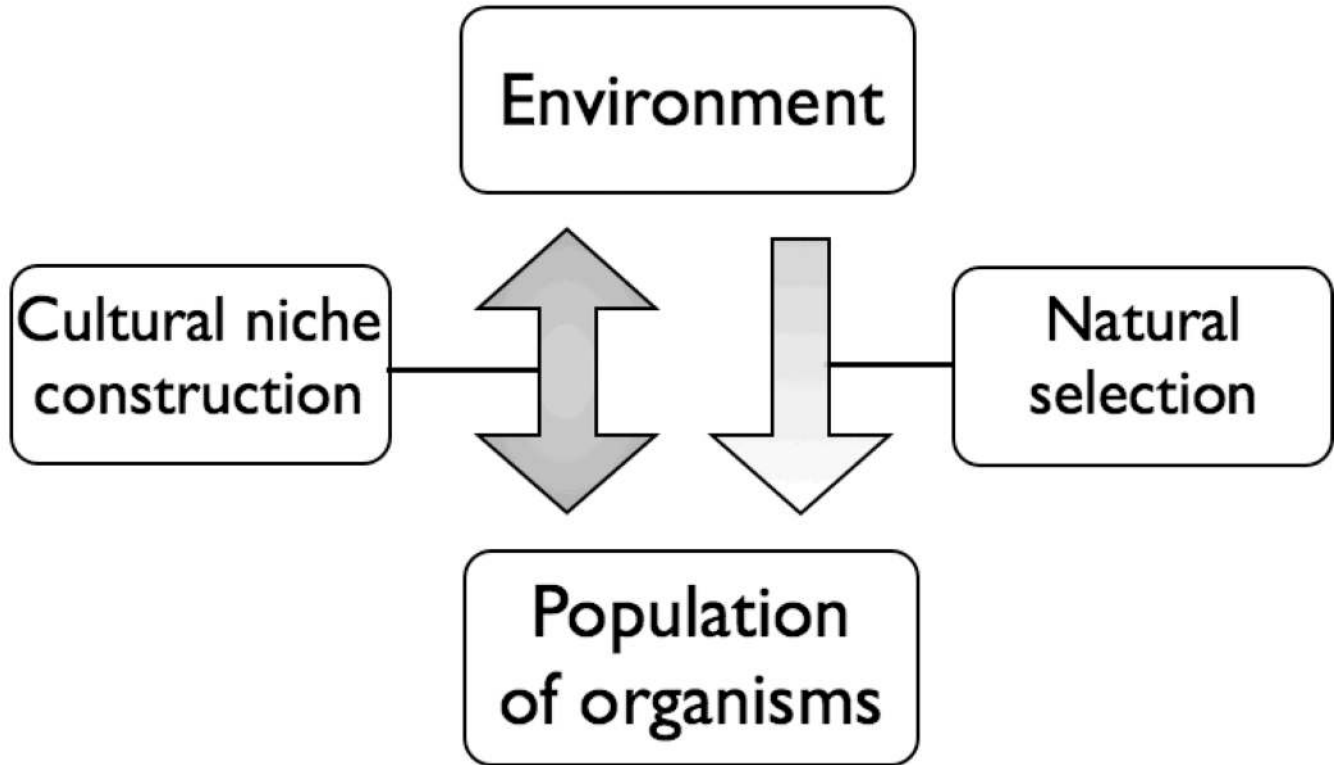 Environment
Cultural niche
construction
Natural
selection
Population
of organisms